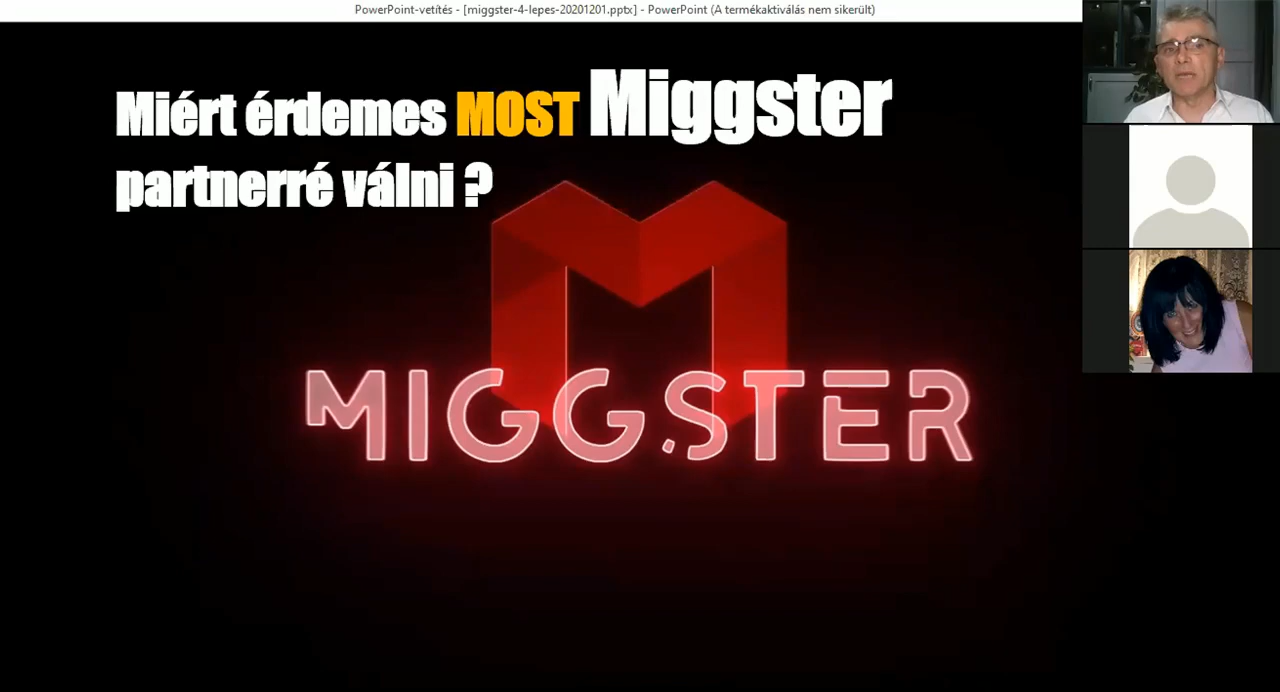 PowerPoint-vetítés - [miggster-4-lepes-20201201.pptx] - PowerPoint (A termékaktiválás nem sikerült)
Miért érdemes MOST Miggster
partnerré válni ?
MIGGSTER